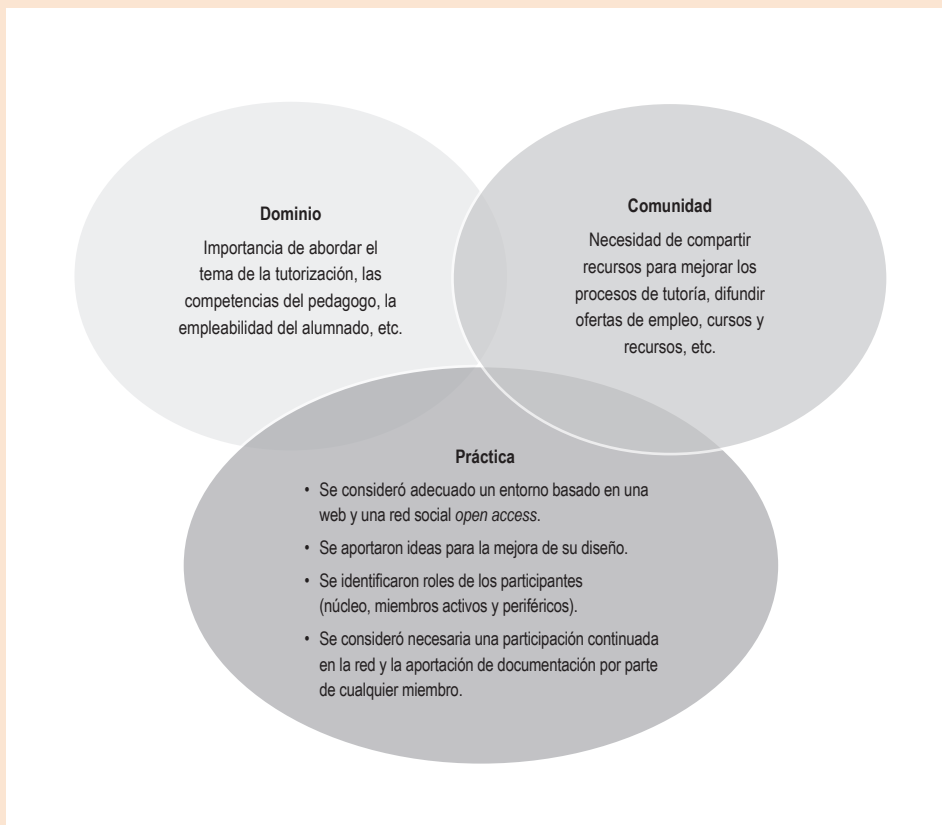 Dominio
Importancia de abordar el
tema de la tutorización, las
competencias del pedagogo, la
empleabilidad del alumnado, etc.
Comunidad
Necesidad de compartir
recursos para mejorar los
procesos de tutoría, difundir
ofertas de empleo, cursos y
recursos, etc.
Práctica
• Se consideró adecuado un entorno basado en una
web y una red social open access.
• Se aportaron ideas para la mejora de su diseño.
• Se identificaron roles de los participantes
(núcleo, miembros activos y periféricos).
• Se consideró necesaria una participación continuada
en la red y la aportación de documentación por parte
de cualquier miembro.